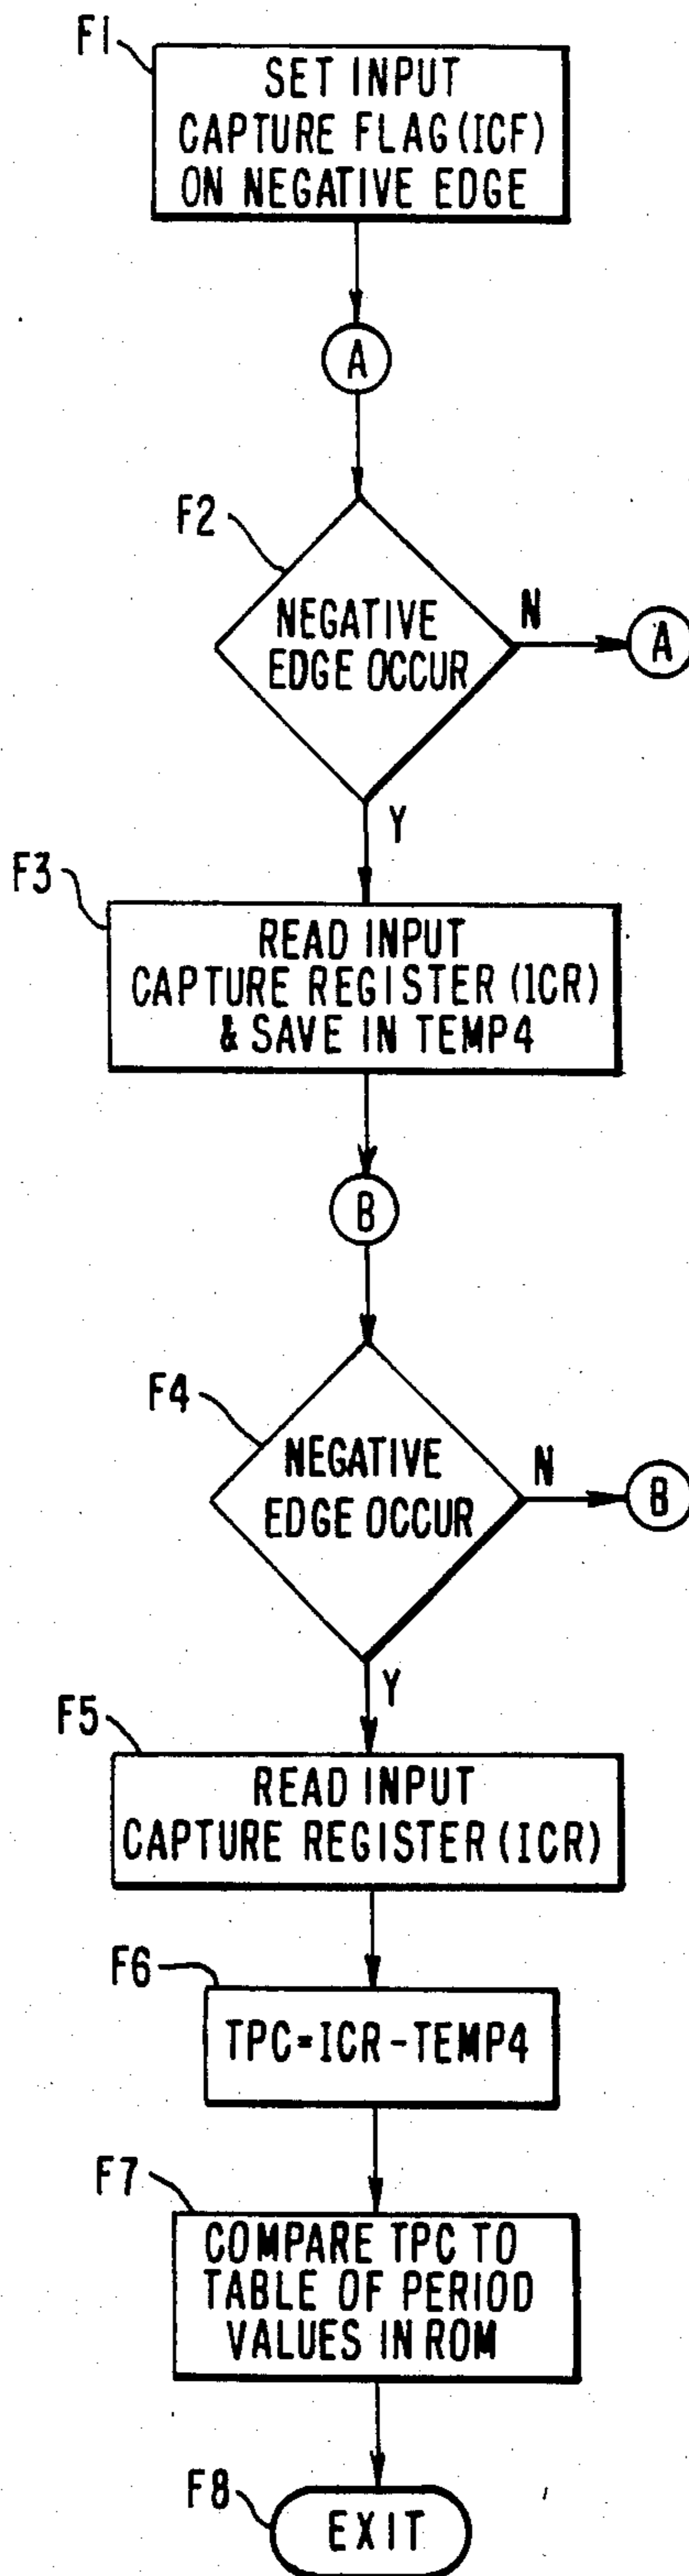 F1
SET INPUT
CAPTURE FLAG (ICF)
ON NEGATIVE EDGE
A
F2
NEGATIVE
EDGE OCCUR
N
A
Y
F3
READ INPUT
CAPTURE REGISTER (ICR)
& SAVE IN TEMP4
B
F4
NEGATIVE
EDGE OCCUR
N
B
Y
F5
READ INPUT
CAPTURE REGISTER (ICR)
F6
TPC=ICR-TEMP4
F7
COMPARE TPC TO
TABLE OF PERIOD
VALUES IN ROM
F8
EXIT